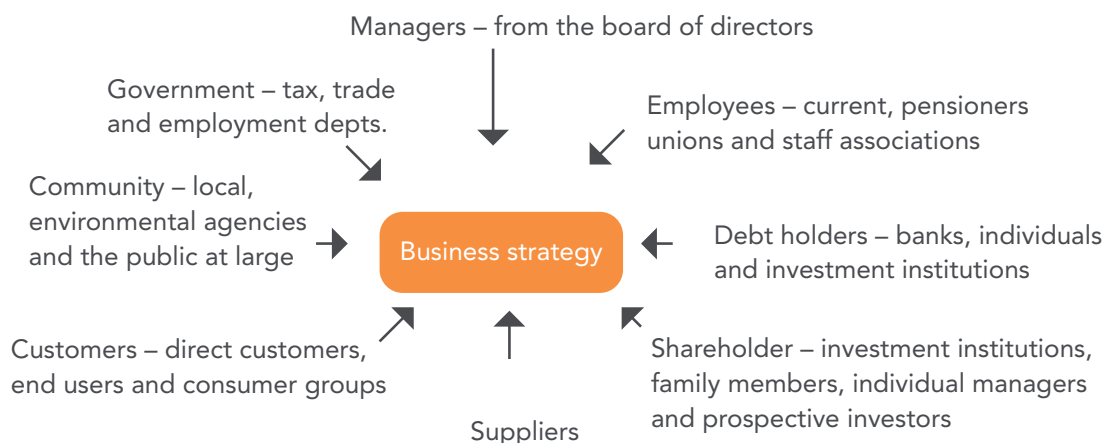 Managers – from the board of directors
Government – tax, trade
and employment depts.
Employees – current, pensioners
unions and staff associations
Community – local,
environmental agencies
and the public at large
Business strategy
Debt holders – banks, individuals
and investment institutions
Customers – direct customers,
end users and consumer groups
Shareholder – investment institutions,
family members, individual managers
and prospective investors
Suppliers